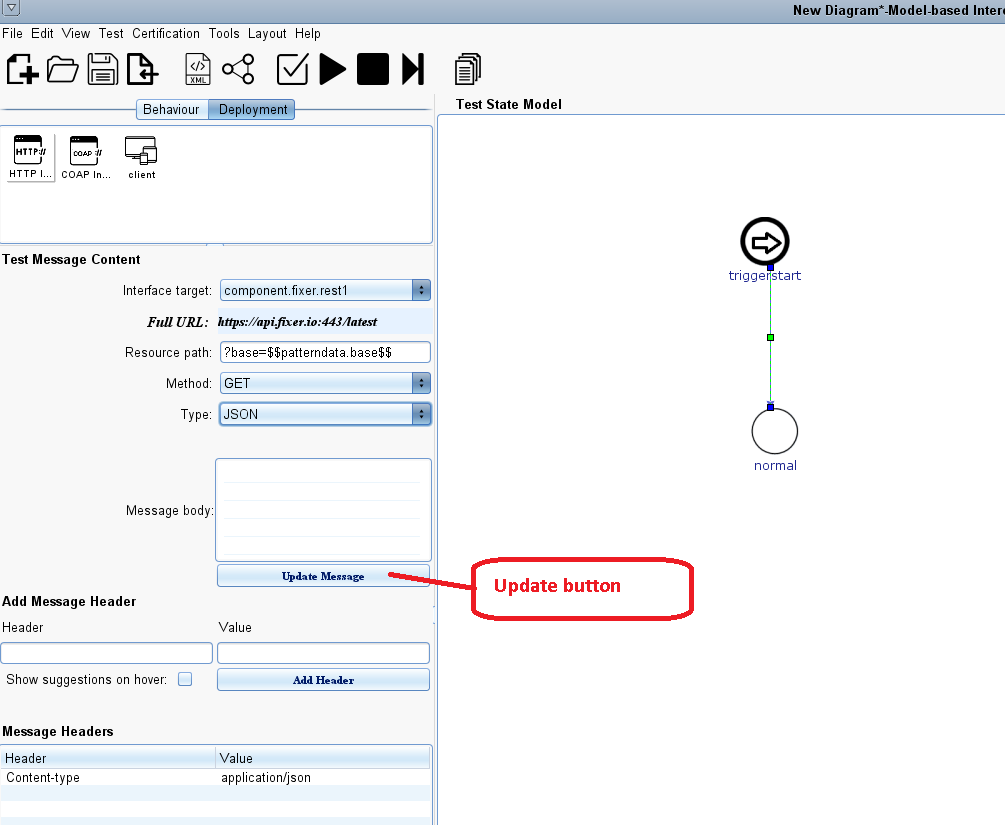 New Diagram*-Model-based Inter
File Edit View Test Certification Tools Layout Help
</> XML
Behaviour Deployment
Test State Model
HTTP:// COAP://
HTTP I... COAP In... client
Test Message Content
Interface target: component.fixer.rest1
Full URL: https://api.fixer.io:443/latest
Resource path: ?base=$$patterndata.base$$
Method: GET
Type: JSON
Message body:
Update Message
Add Message Header
Header Value
Show suggestions on hover: Add Header
Message Headers
Header Value
Content-type application/json
triggerstart
normal
Update button